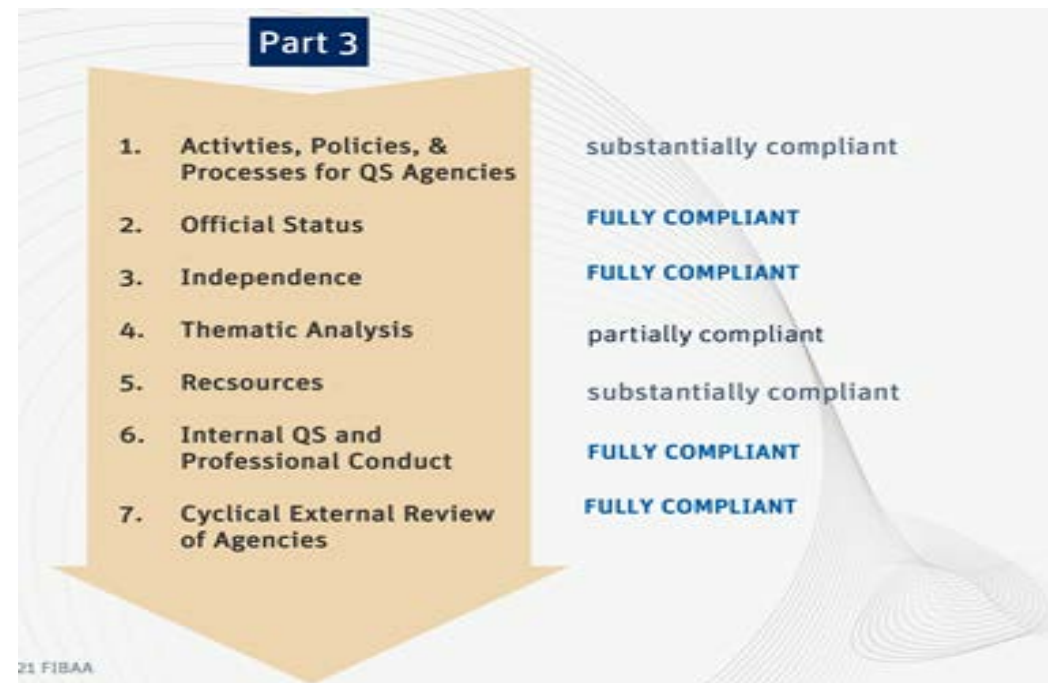 Part 3
1. Activties, Policies, & substantially compliant
Processes for QS Agencies
2. Official Status FULLY COMPLIANT
3. Independence FULLY COMPLIANT
4. Thematic Analysis partially compliant
5. Recsources substantially compliant
6. Internal QS and FULLY COMPLIANT
Professional Conduct
7. Cyclical External Review FULLY COMPLIANT
of Agencies
21 FIBAA